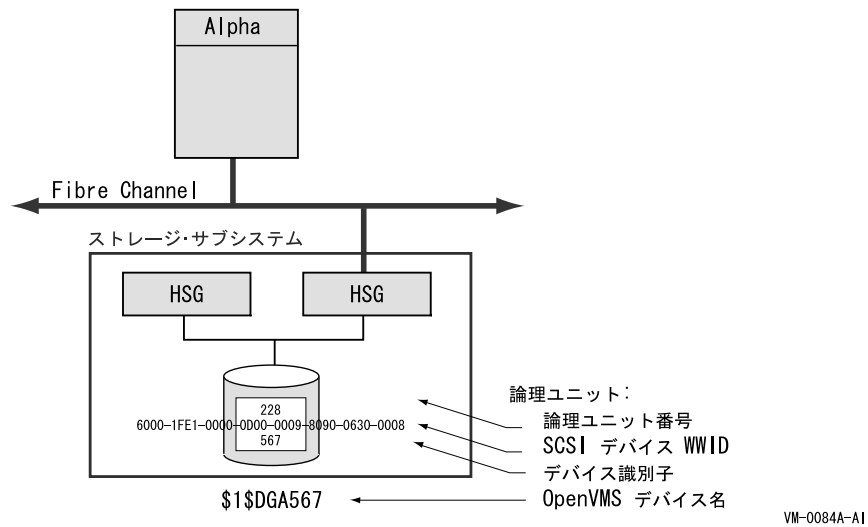 Alpha
Fibre Channel
ストレージ・サブシステム
HSG
HSG
228
6000-1FE1-0000-0D00-0009-8090-0630-0008
567
論理ユニット:
論理ユニット番号
SCSI デバイス WWID
デバイス識別子
$1$DGA567
OpenVMS デバイス名
VM-0084A-AI